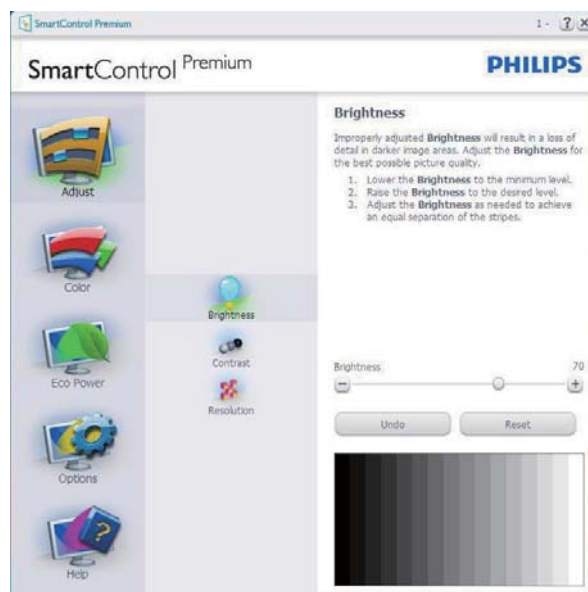 SmartControl Premium
1 - ? X
SmartControl Premium
PHILIPS
Adjust
Color
Eco Power
Options
Help
Brightness
Contrast
Resolution
Brightness
Improperly adjusted Brightness will result in a loss of
detail in darker image areas. Adjust the Brightness for
the best possible picture quality.
1. Lower the Brightness to the minimum level.
2. Raise the Brightness to the desired level.
3. Adjust the Brightness as needed to achieve
an equal separation of the stripes.
Brightness 70
Undo Reset